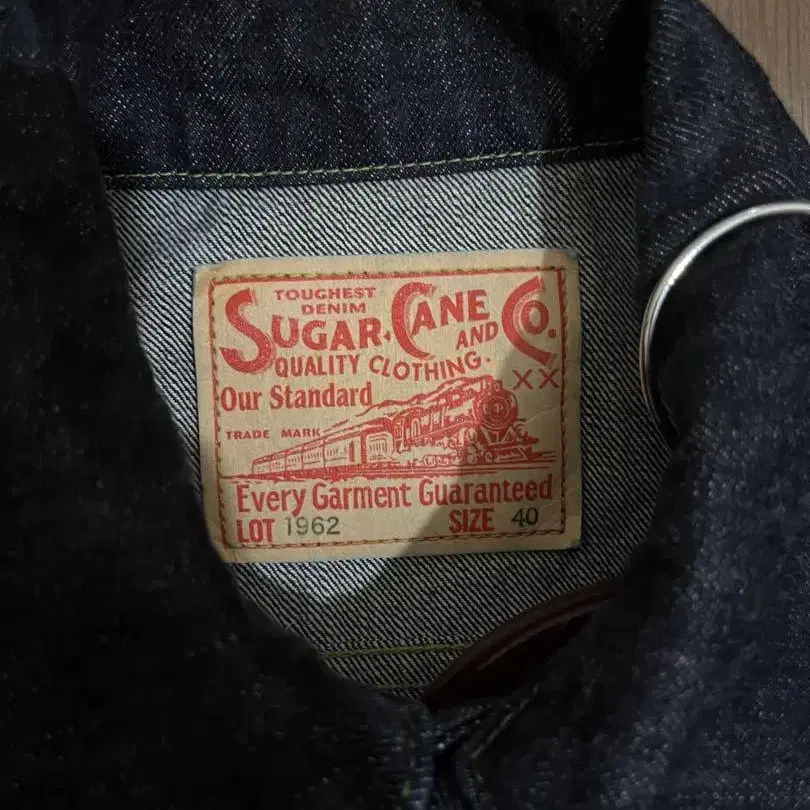 TOUGHEST
DENIM
SUGAR·CANE AND CO.
QUALITY CLOTHING.
XX
Our Standard
TRADE MARK
Every Garment Guaranteed
LOT 1962 SIZE 40